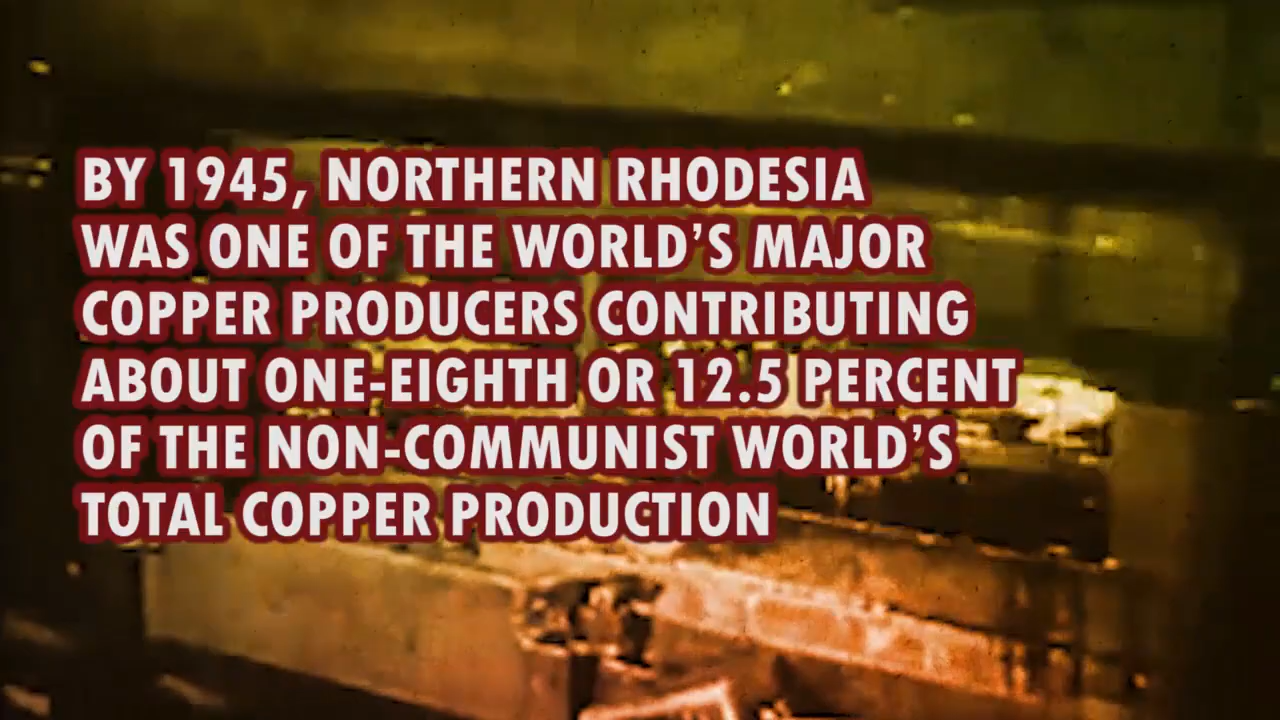 BY 1945, NORTHERN RHODESIA
WAS ONE OF THE WORLD’S MAJOR
COPPER PRODUCERS CONTRIBUTING
ABOUT ONE-EIGHTH OR 12.5 PERCENT
OF THE NON-COMMUNIST WORLD’S
TOTAL COPPER PRODUCTION